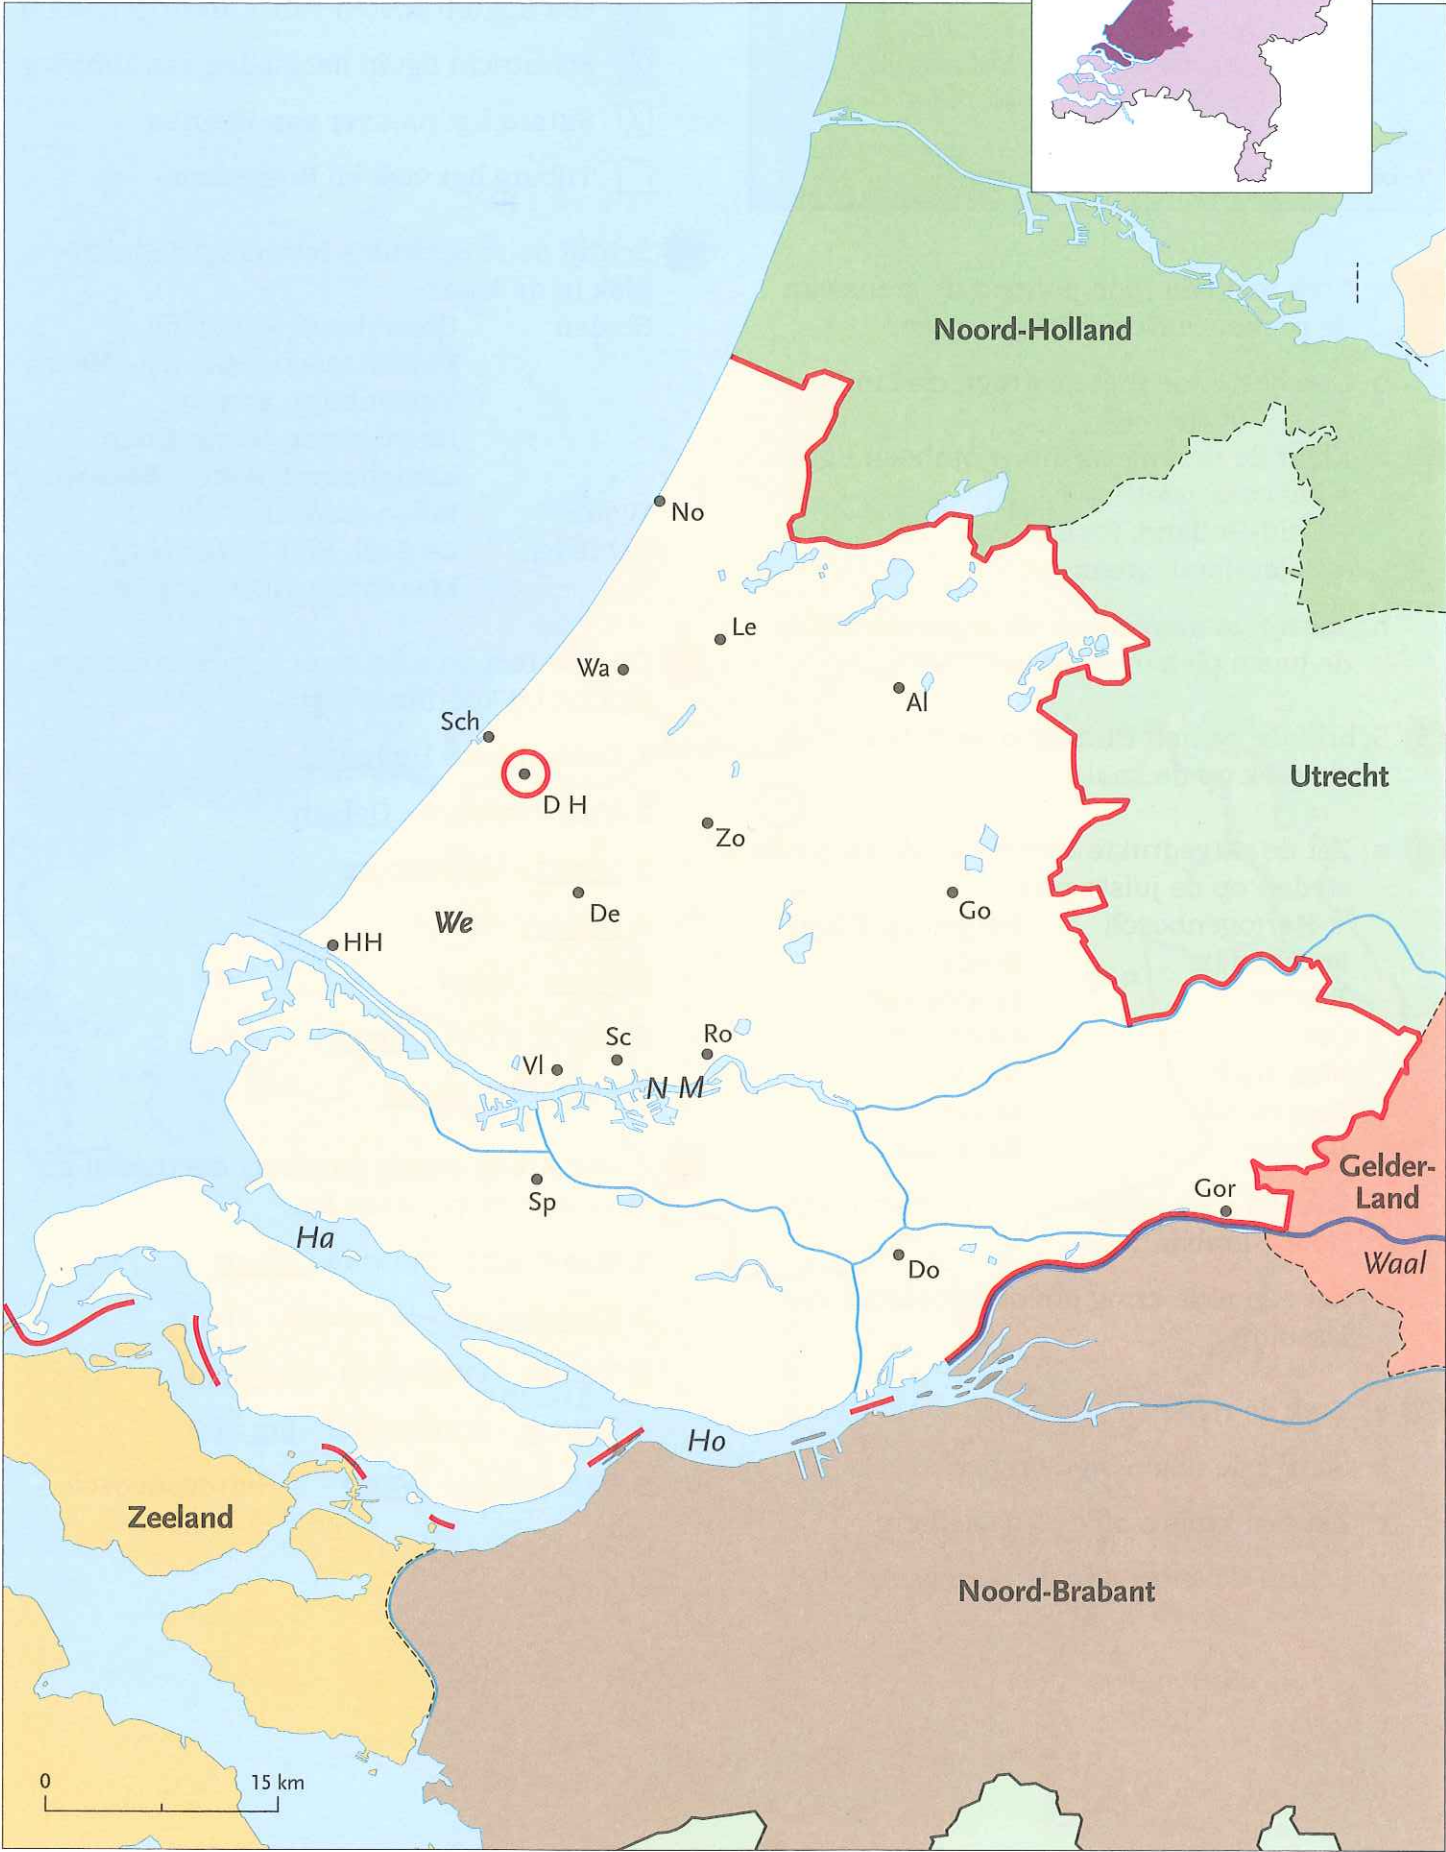 Noord-Holland
No
Le
Wa
Al
Sch
D H
Utrecht
Zo
De
Go
We
HH
Sc
Ro
Vl
N M
Gelder-
Land
Gor
Sp
Ha
Do
Waal
Ho
Zeeland
Noord-Brabant
0 15 km